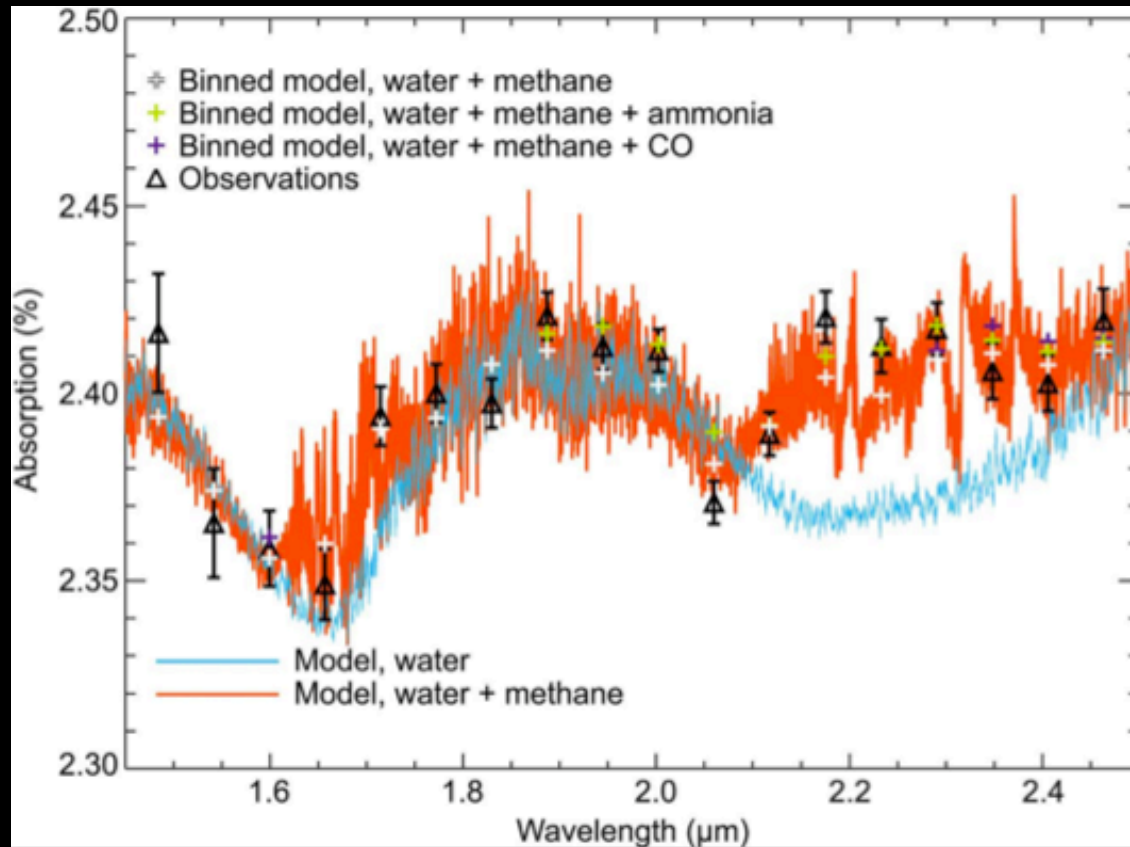 2.50
Binned model, water + methane
Binned model, water + methane + ammonia
Binned model, water + methane + CO
Observations
2.45
2.40
Absorption (%)
2.35
Model, water
Model, water + methane
2.30
1.6 1.8 2.0 2.2 2.4
Wavelength (µm)